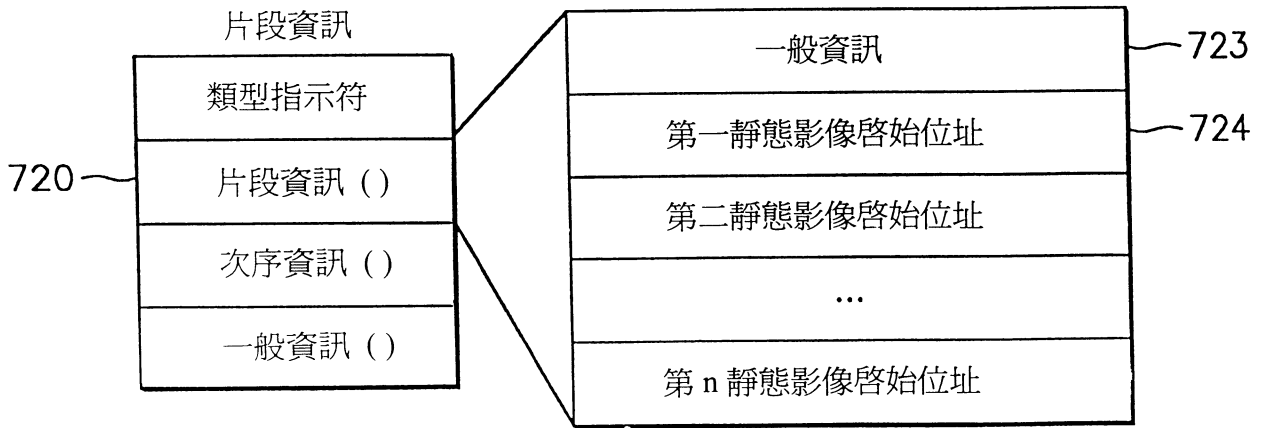 片段資訊
類型指示符
720
片段資訊 ( )
次序資訊 ( )
一般資訊 ( )
一般資訊
723
第一靜態影像啓始位址
724
第二靜態影像啓始位址
...
第 n 靜態影像啓始位址